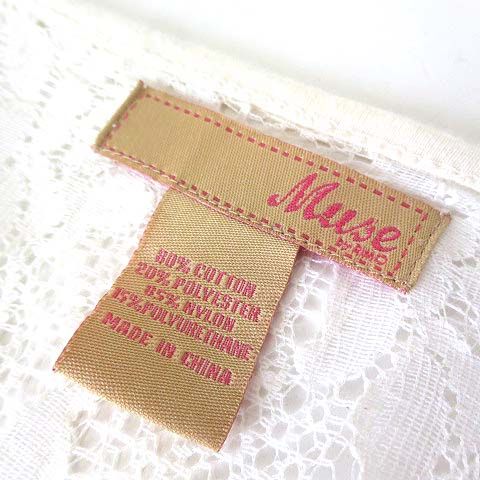 Muse
80% COTTON
20% POLYESTER
85% NYLON
15% POLYURETHANE
MADE IN CHINA